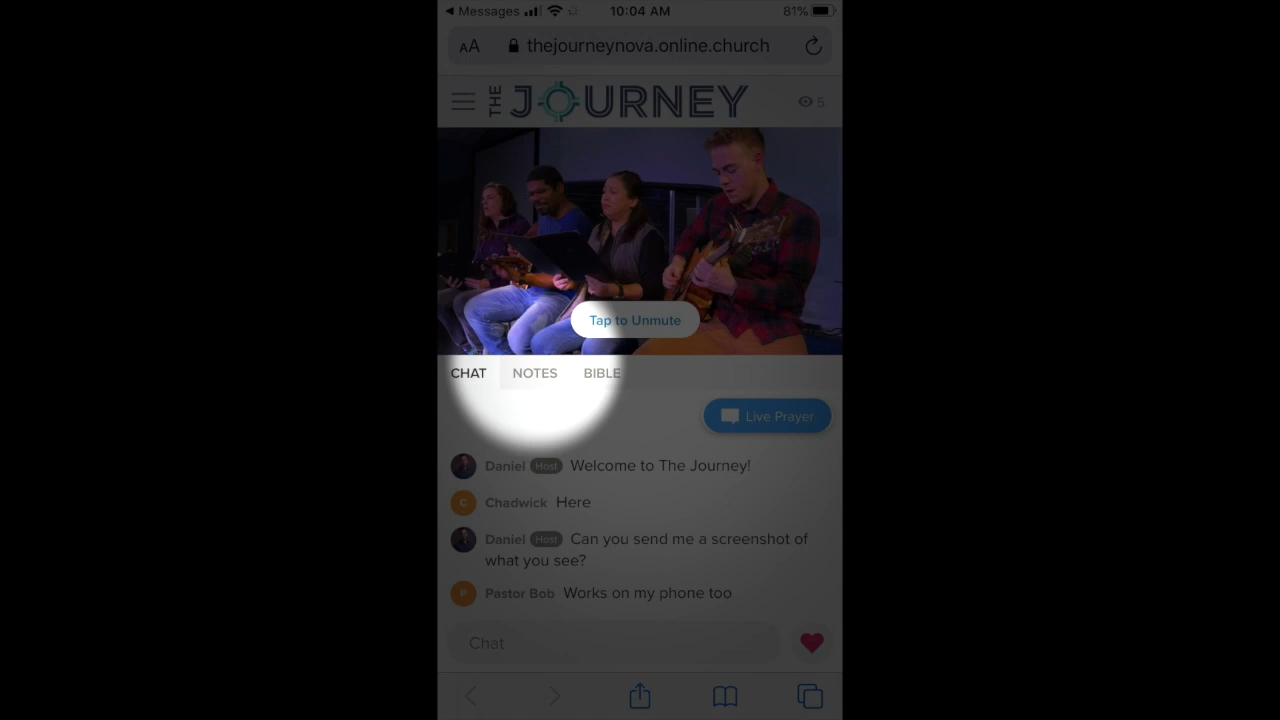 Messages 10:04 AM 81%
AA thejourneynova.online.church
THE JOURNEY 5
Tap to Unmute
CHAT NOTES BIBLE
Live Prayer
Daniel Host Welcome to The Journey!
C Chadwick Here
Daniel Host Can you send me a screenshot of
what you see?
P Pastor Bob Works on my phone too
Chat